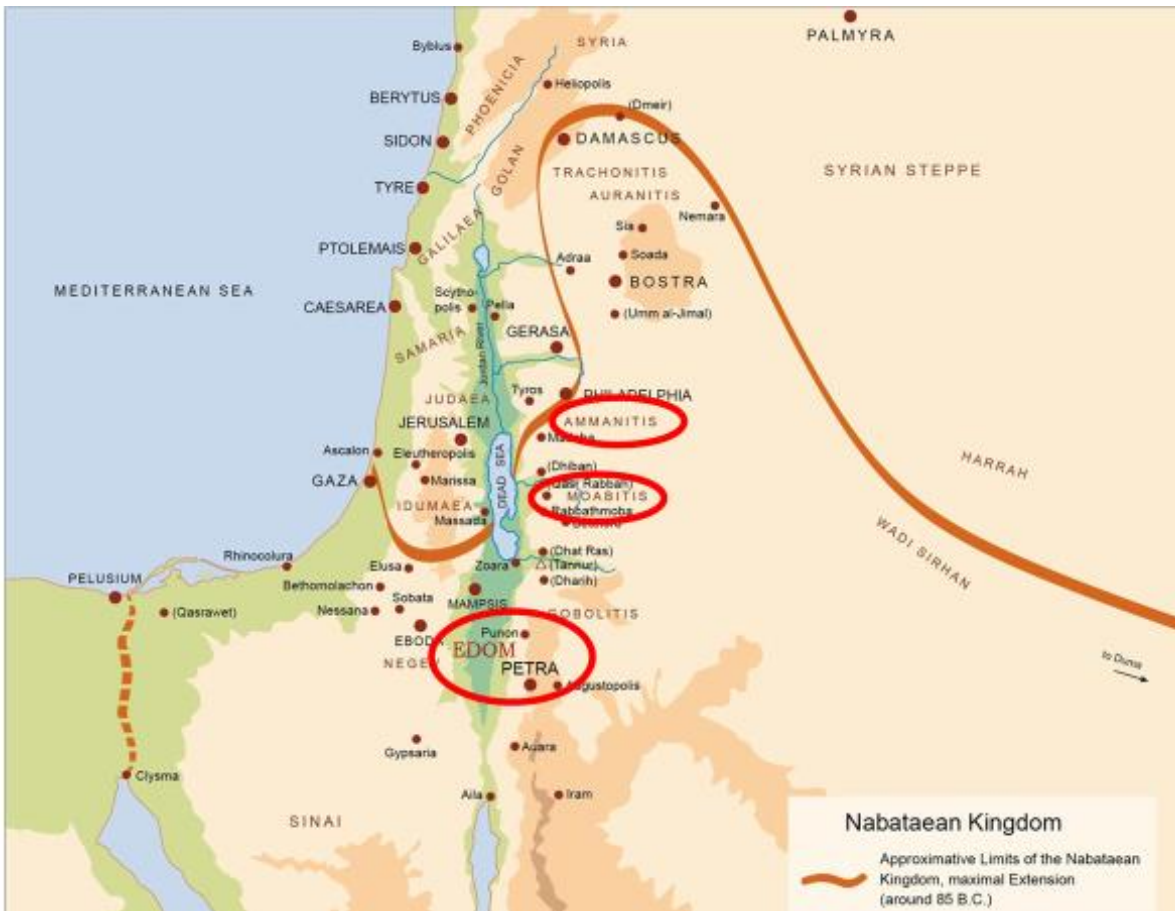 PALMYRA
SYRIA
Byblus
Heliopolis
BERYTUS
PHOENICIA
(Dmeir)
SIDON
DAMASCUS
GOLAN
TRACHONITIS
SYRIAN STEPPE
TYRE
AURANITIS
Nemara
Sia
GALILAEA
PTOLEMAIS
Soada
Adraa
BOSTRA
MEDITERRANEAN SEA
Scytho-
polis
Pella
CAESAREA
(Umm al-Jimal)
GERASA
SAMARIA
Jordan River
Tyros
PHILADELPHIA
JUDAEA
JERUSALEM
AMMANITIS
Ascalon
Eleutheropolis
DEAD SEA
(Dhiban)
HARRAH
GAZA
Marissa
(Qasr Rabbah)
MOABITIS
IDUMAEA
Rabbathmoba
Massada
WADI SIRHAN
Rhinocolura
(Dhat Ras)
Elusa
Zoara
(Tannur)
PELUSIUM
Bethomolachon
(Dharih)
(Qasrawet)
Sobata
MAMPSIS
Nessana
GOBOLITIS
EBODA
Punon
EDOM
NEGEV
PETRA
to Duma
Augustopolis
Gypsaria
Auara
Clysma
Aila
Iram
SINAI
Nabataean Kingdom
Approximative Limits of the Nabataean
Kingdom, maximal Extension
(around 85 B.C.)